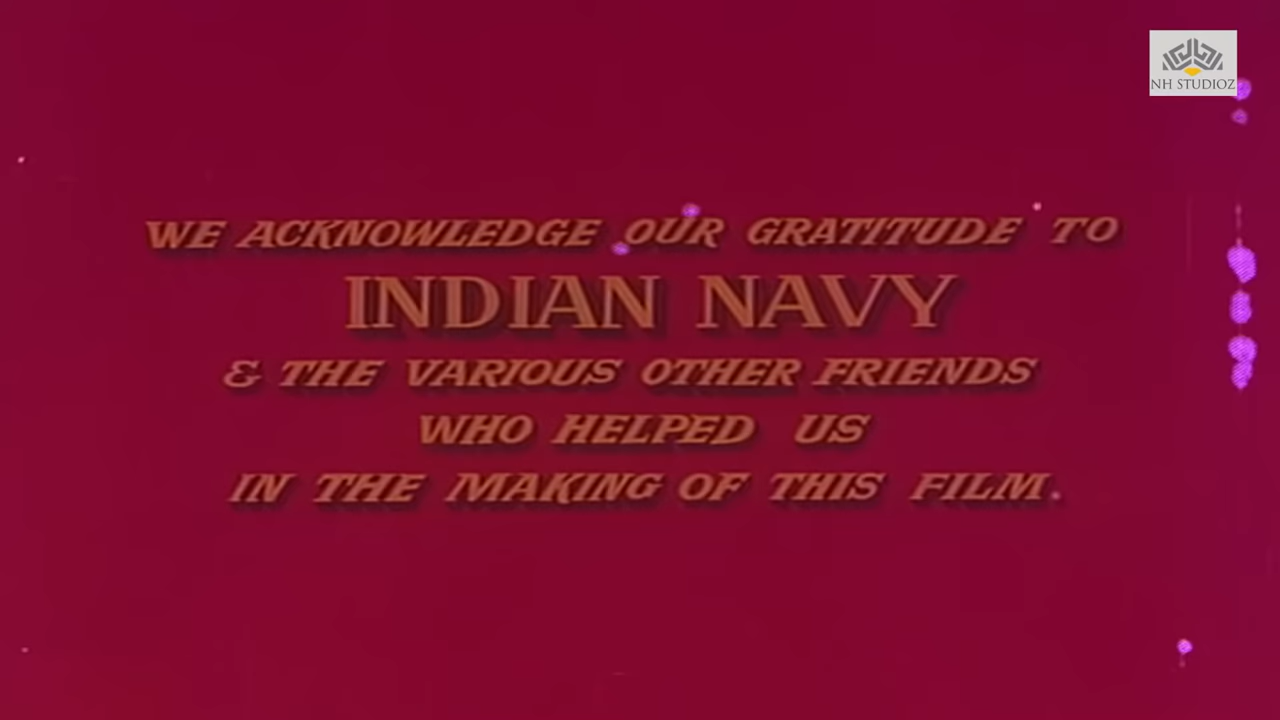 NH STUDIOZ
WE ACKNOWLEDGE OUR GRATITUDE TO
INDIAN NAVY
& THE VARIOUS OTHER FRIENDS
WHO HELPED US
IN THE MAKING OF THIS FILM.